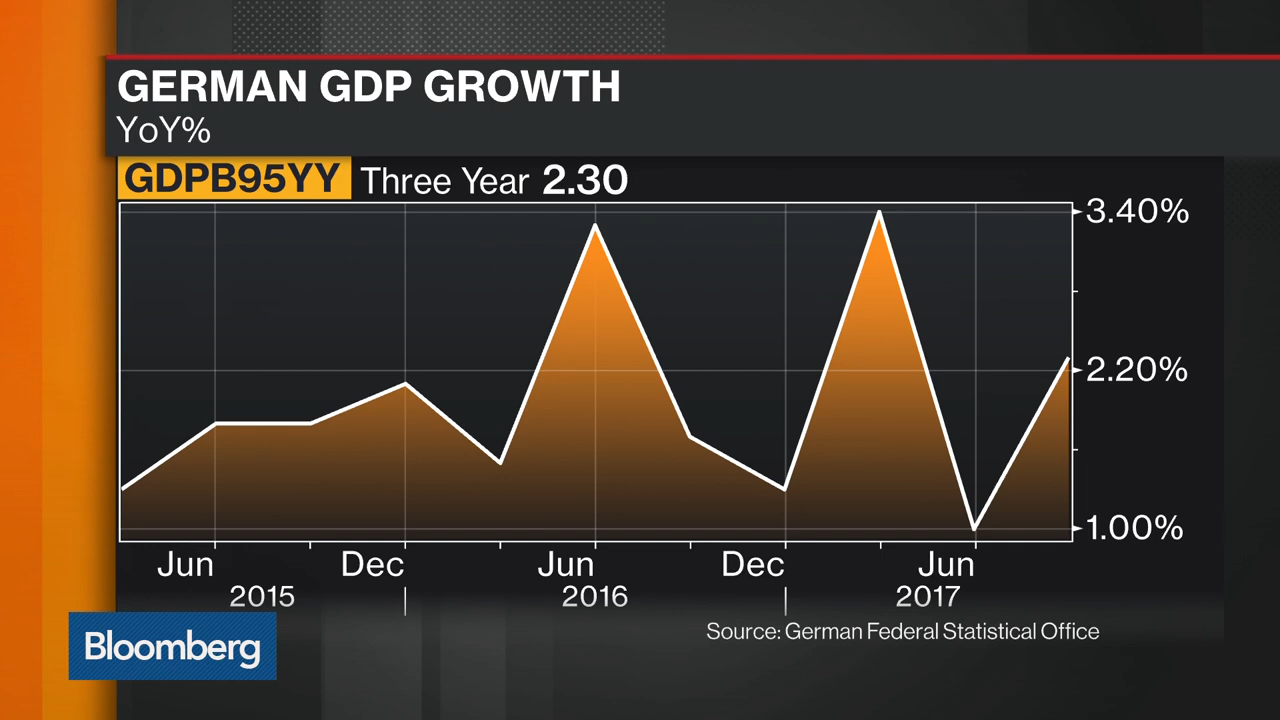 GERMAN GDP GROWTH
YoY%
GDPB95YY Three Year 2.30
3.40%
2.20%
1.00%
Jun Dec Jun Dec Jun
2015 2016 2017
Source: German Federal Statistical Office
Bloomberg